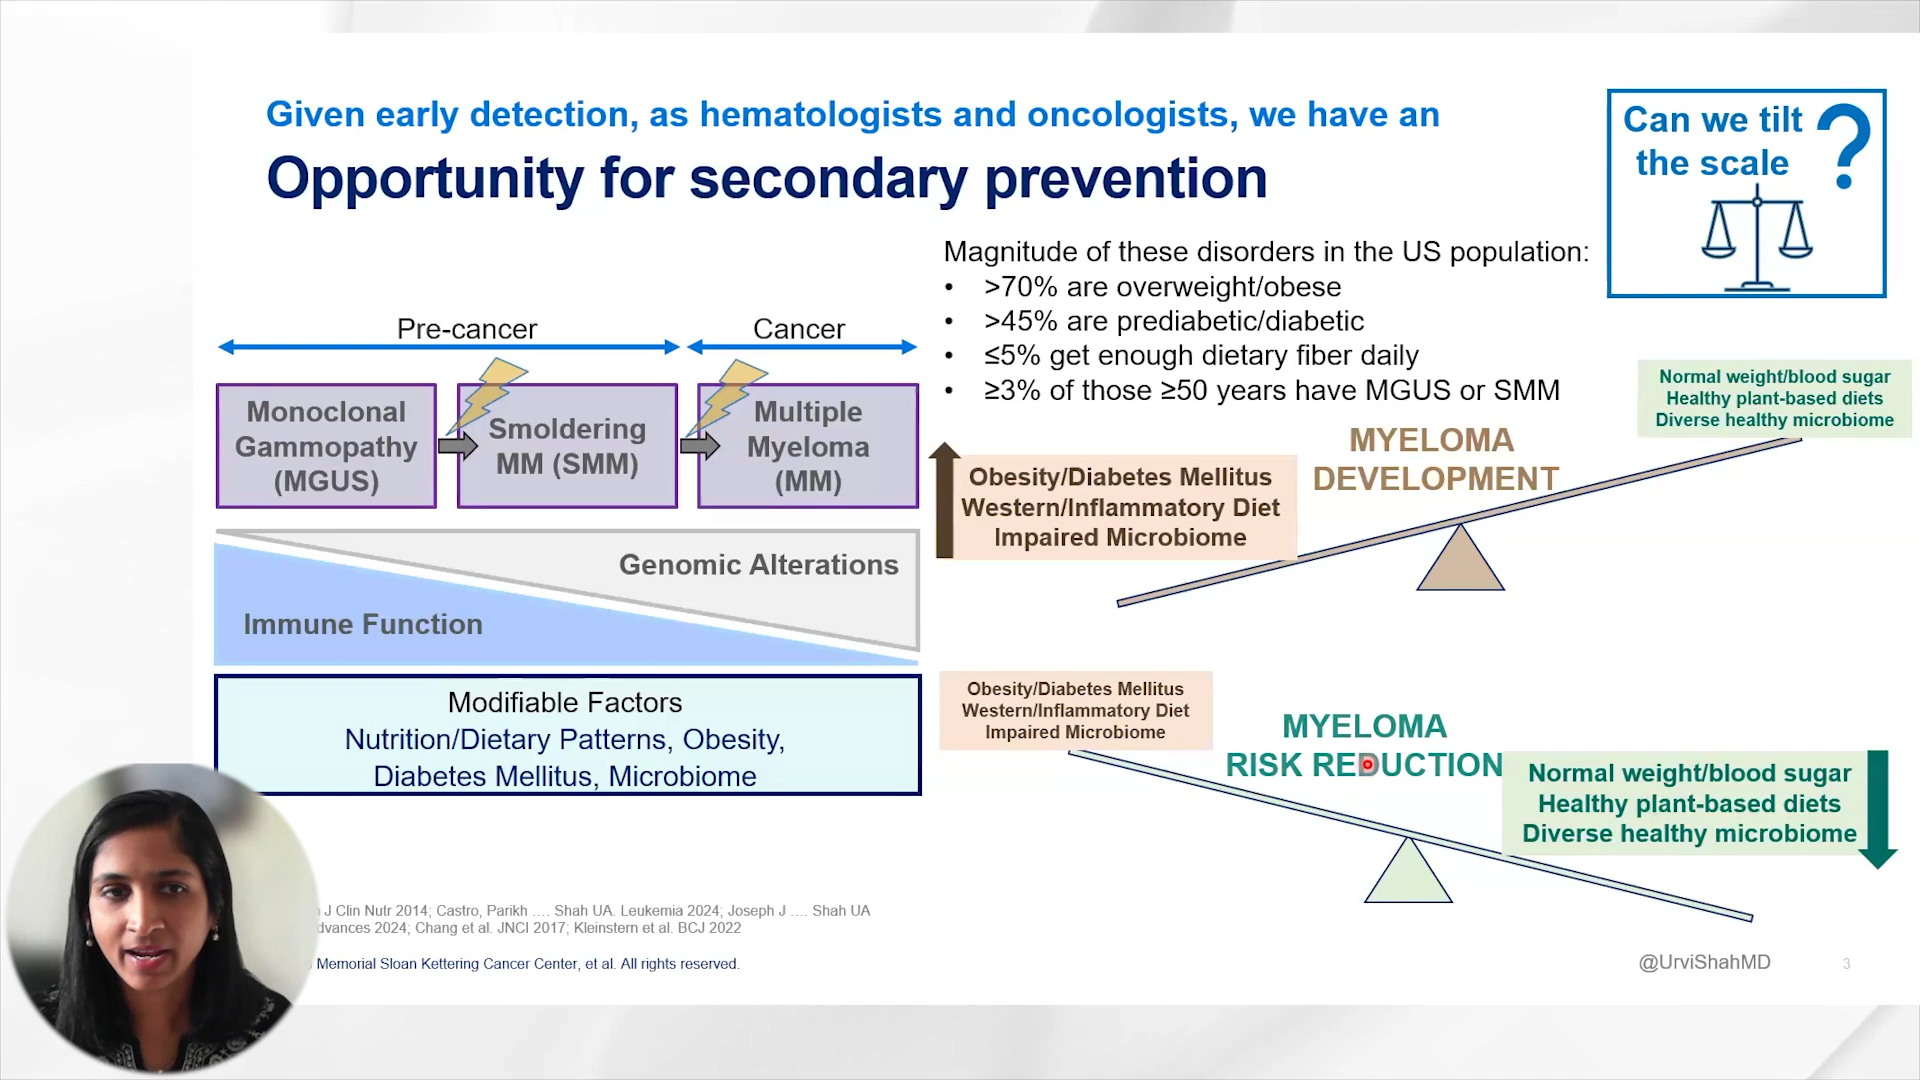 Given early detection, as hematologists and oncologists, we have an
Opportunity for secondary prevention
Can we tilt
the scale
?
Magnitude of these disorders in the US population:
• >70% are overweight/obese
• >45% are prediabetic/diabetic
• ≤5% get enough dietary fiber daily
• ≥3% of those ≥50 years have MGUS or SMM
Pre-cancer
Cancer
Monoclonal
Gammopathy
(MGUS)
Smoldering
MM (SMM)
Multiple
Myeloma
(MM)
Genomic Alterations
Immune Function
Modifiable Factors
Nutrition/Dietary Patterns, Obesity,
Diabetes Mellitus, Microbiome
Normal weight/blood sugar
Healthy plant-based diets
Diverse healthy microbiome
MYELOMA
DEVELOPMENT
Obesity/Diabetes Mellitus
Western/Inflammatory Diet
Impaired Microbiome
Obesity/Diabetes Mellitus
Western/Inflammatory Diet
Impaired Microbiome
MYELOMA
RISK REDUCTION
Normal weight/blood sugar
Healthy plant-based diets
Diverse healthy microbiome
J Clin Nutr 2014; Castro, Parikh .... Shah UA. Leukemia 2024; Joseph J .... Shah UA
2024; Chang et al. JNCI 2017; Kleinstern et al. BCJ 2022
Memorial Sloan Kettering Cancer Center, et al. All rights reserved.
@UrviShahMD
3